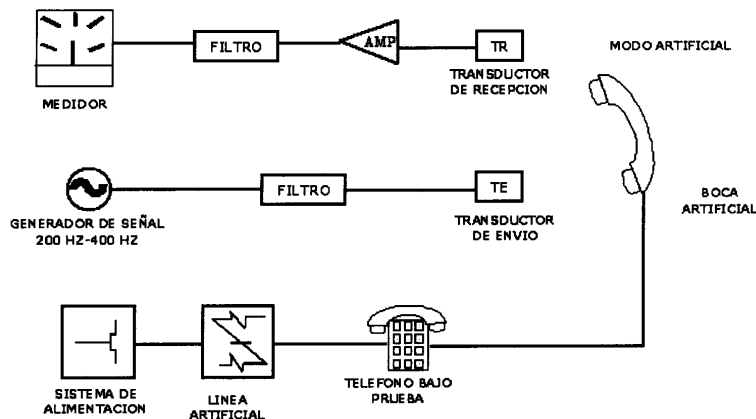 FILTRO
AMP
TR
MODO ARTIFICIAL
MEDIDOR
TRANSDUCTOR
DE RECEPCION
FILTRO
TE
BOCA
ARTIFICIAL
GENERADOR DE SEÑAL
200 HZ-400 HZ
TRANSDUCTOR
DE ENVIO
SISTEMA DE
ALIMENTACION
LINEA
ARTIFICIAL
TELEFONO BAJO
PRUEBA